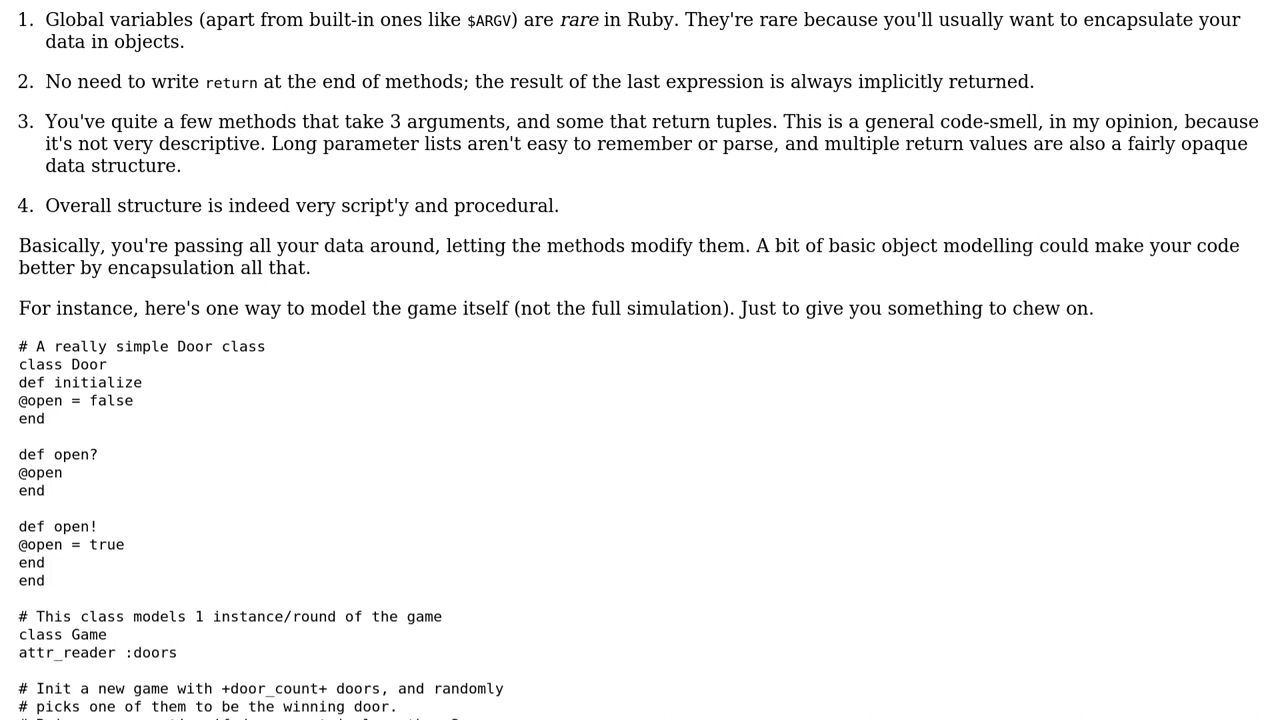 1. Global variables (apart from built-in ones like $ARGV) are rare in Ruby. They're rare because you'll usually want to encapsulate your
data in objects.
2. No need to write return at the end of methods; the result of the last expression is always implicitly returned.
3. You've quite a few methods that take 3 arguments, and some that return tuples. This is a general code-smell, in my opinion, because
it's not very descriptive. Long parameter lists aren't easy to remember or parse, and multiple return values are also a fairly opaque
data structure.
4. Overall structure is indeed very script'y and procedural.
Basically, you're passing all your data around, letting the methods modify them. A bit of basic object modelling could make your code
better by encapsulation all that.
For instance, here's one way to model the game itself (not the full simulation). Just to give you something to chew on.
# A really simple Door class
class Door
def initialize
@open = false
end
def open?
@open
end
def open!
@open = true
end
end
# This class models 1 instance/round of the game
class Game
attr_reader :doors
# Init a new game with +door_count+ doors, and randomly
# picks one of them to be the winning door.